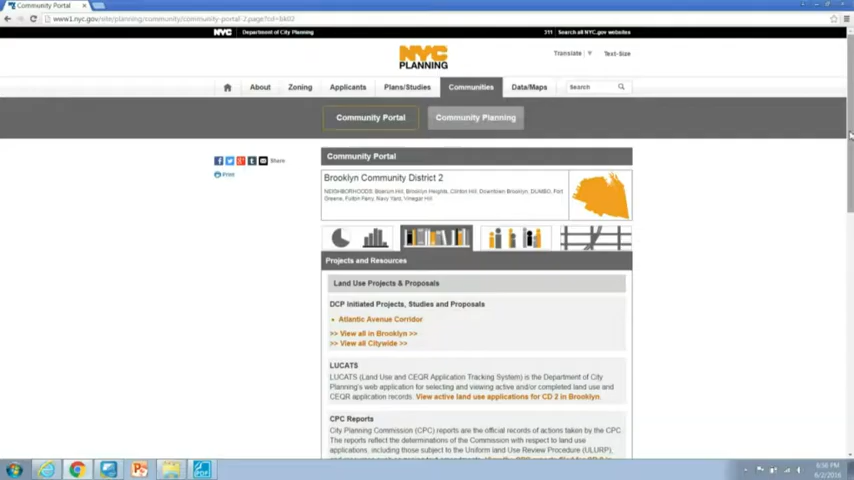 Community Portal
www1.nyc.gov/site/planning/community/community-portal-2.page?cd=bk02
NYC Department of City Planning
311 Search all NYC.gov websites
NYC
PLANNING
Translate ▼ Text-Size
About Zoning Applicants Plans/Studies Communities Data/Maps Search
Community Portal Community Planning
Share
Print
Community Portal
Brooklyn Community District 2
NEIGHBORHOODS: Boerum Hill, Brooklyn Heights, Clinton Hill, Downtown Brooklyn, DUMBO, Fort
Greene, Fulton Ferry, Navy Yard, Vinegar Hill
Projects and Resources
Land Use Projects & Proposals
DCP Initiated Projects, Studies and Proposals
• Atlantic Avenue Corridor
>> View all in Brooklyn >>
>> View all Citywide >>
LUCATS
LUCATS (Land Use and CEQR Application Tracking System) is the Department of City
Planning's web application for selecting and viewing active and/or completed land use and
CEQR application records. View active land use applications for CD 2 in Brooklyn.
CPC Reports
City Planning Commission (CPC) reports are the official records of actions taken by the CPC
The reports reflect the determinations of the Commission with respect to land use
applications, including those subject to the Uniform Land Use Review Procedure (ULURP),
PDF
8:56 PM
6/2/2016